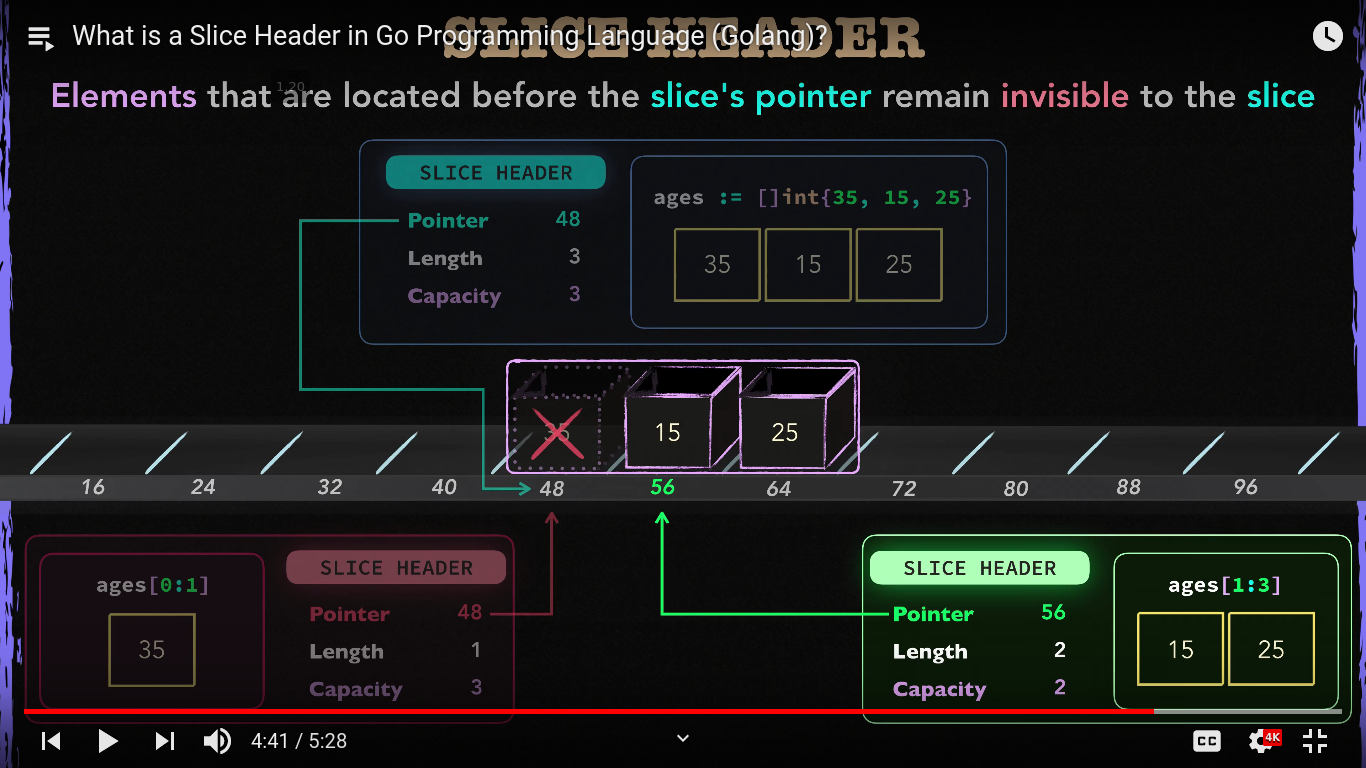 SLICE HEADER
What is a Slice Header in Go Programming Language (Golang)?
1.20
Elements that are located before the slice's pointer remain invisible to the slice
SLICE HEADER
Pointer 48
Length 3
Capacity 3
ages := []int{35, 15, 25}
35 15 25
35 15 25
16 24 32 40 48 56 64 72 80 88 96
ages[0:1]
35
SLICE HEADER
Pointer 48
Length 1
Capacity 3
SLICE HEADER
Pointer 56
Length 2
Capacity 2
ages[1:3]
15 25
4:41 / 5:28
CC
4K